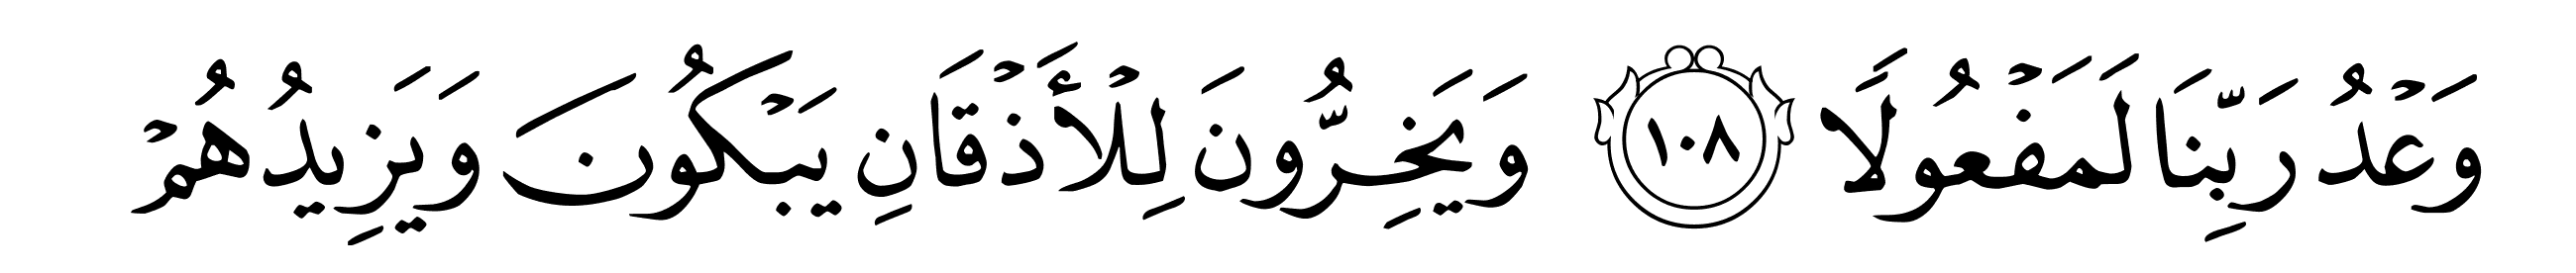 وَعْدُ رَبِّنَا لَمَفْعُولًا ١٠٨ وَيَخِرُّونَ لِلْأَذْقَانِ يَبْكُونَ وَيَزِيدُهُمْ